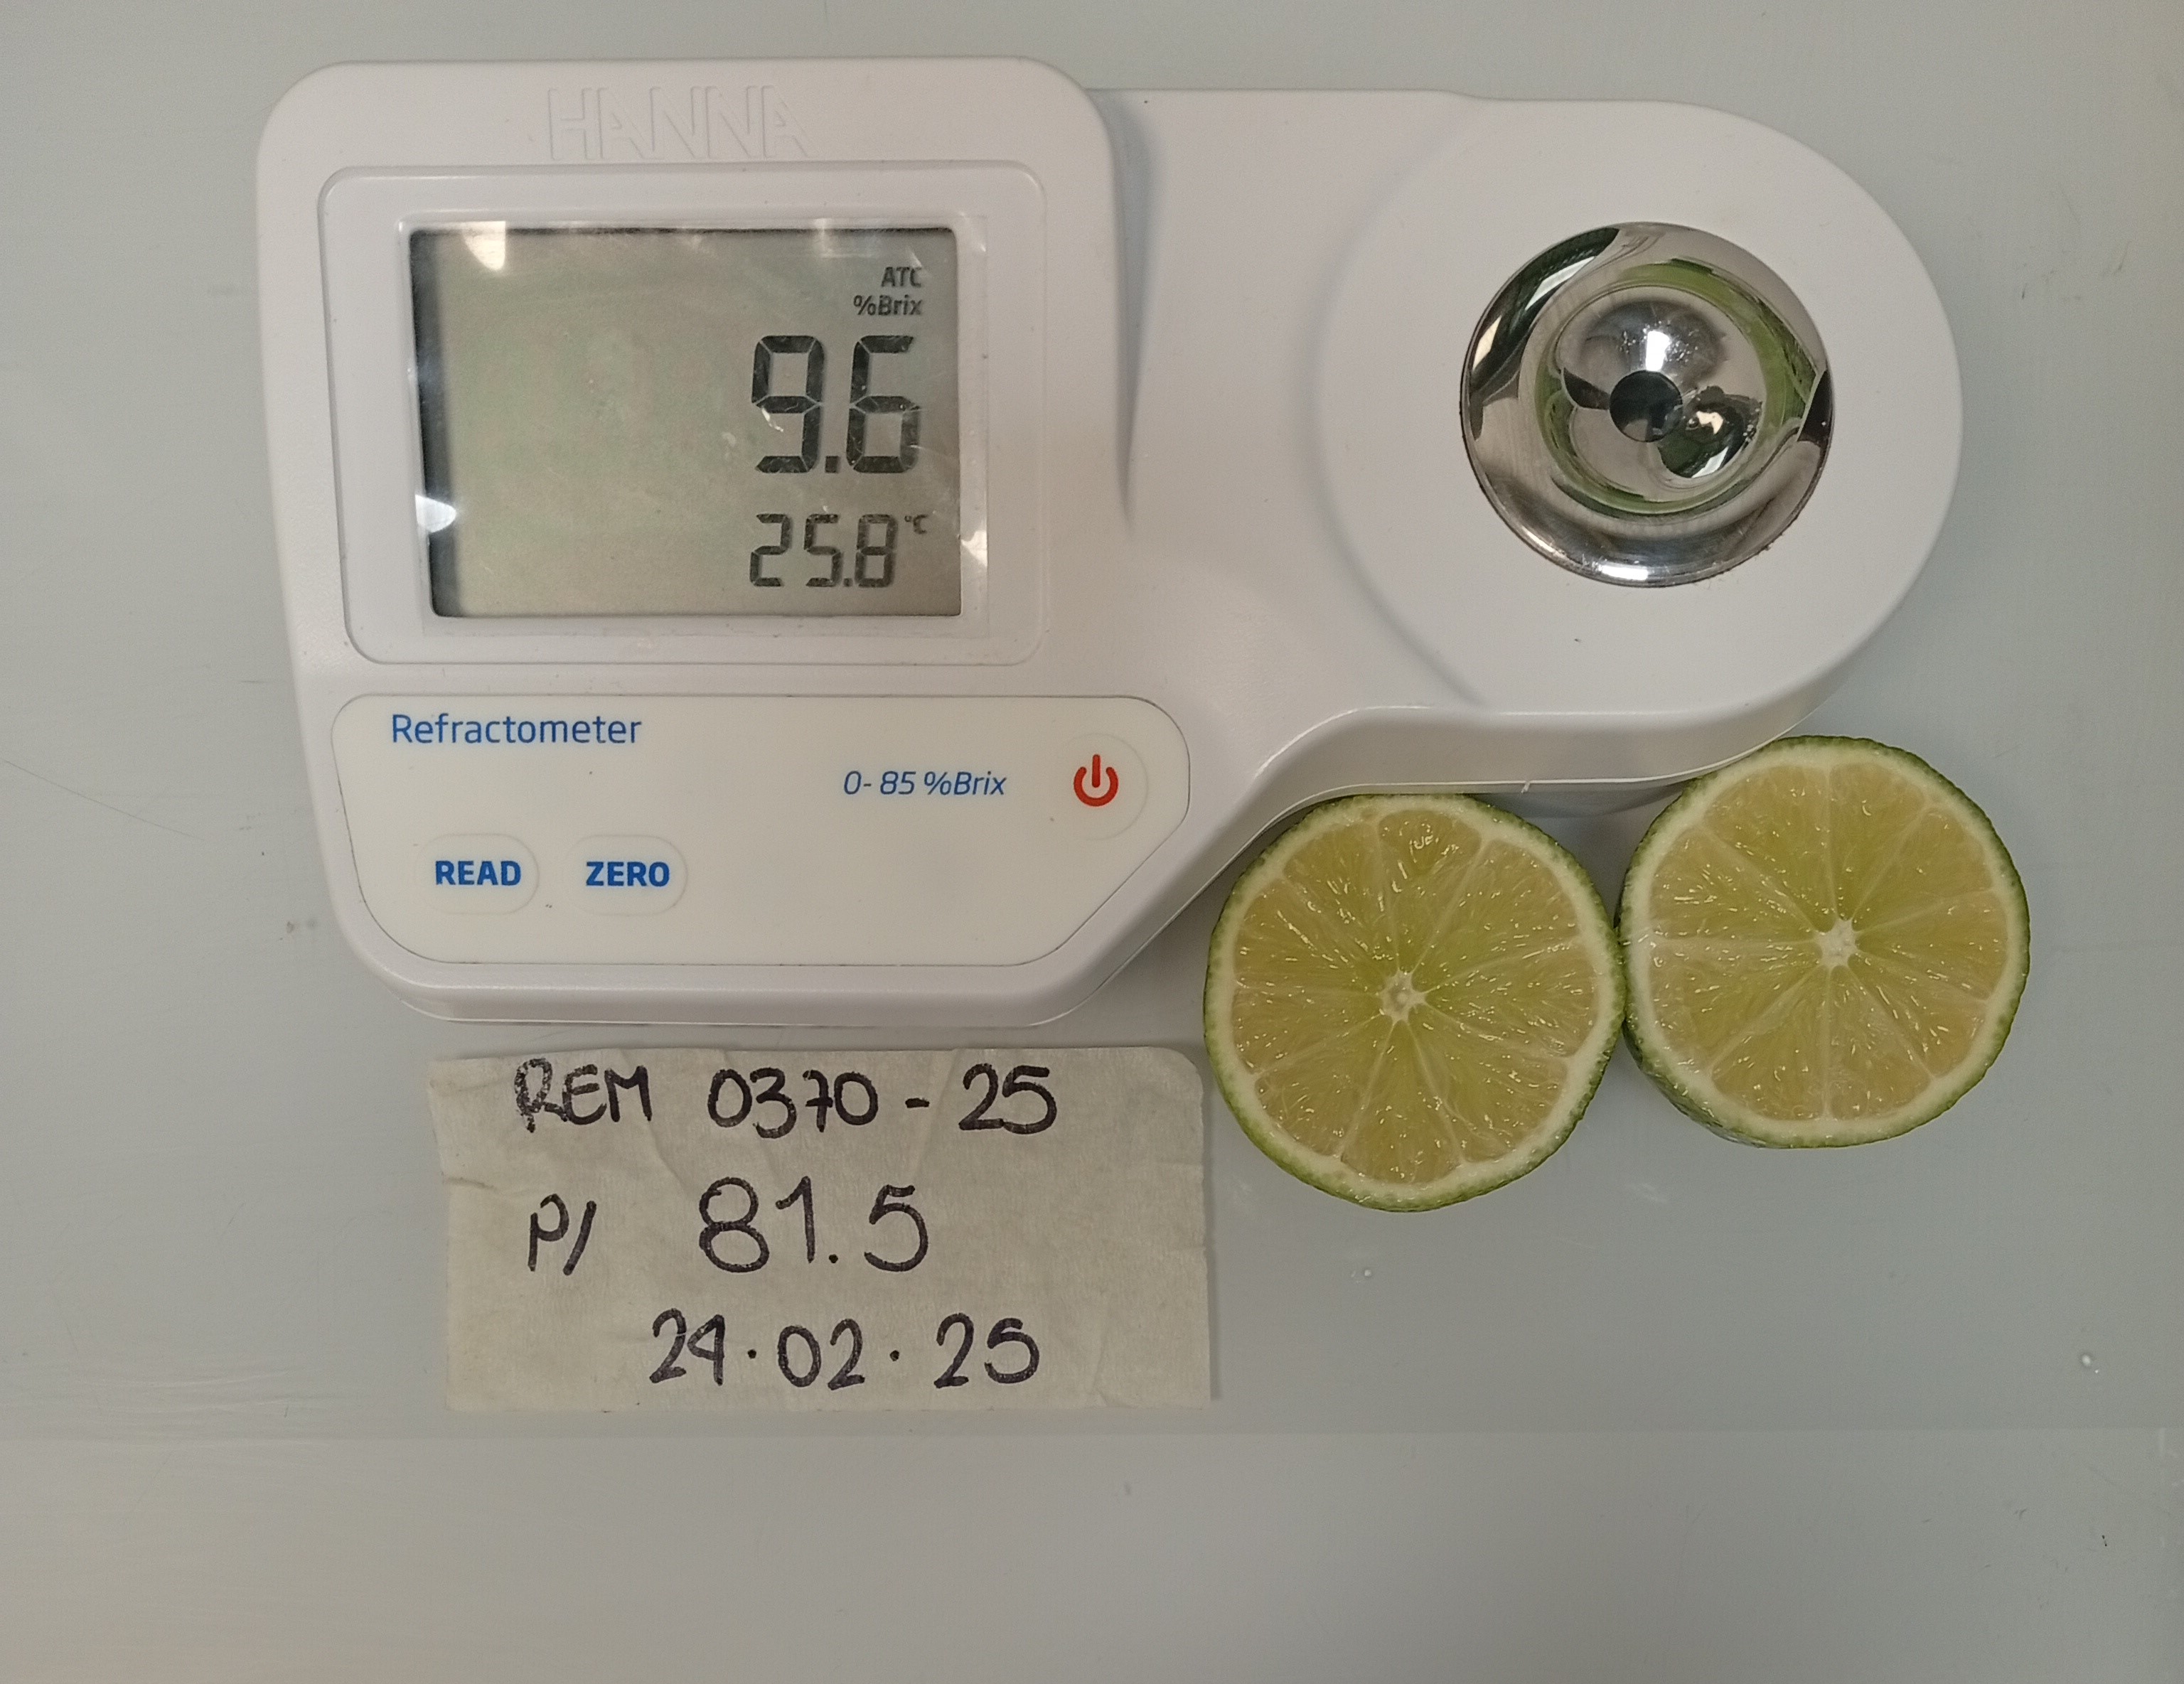 HANNA
ATC
%Brix
9.6
25.8 °C
Refractometer
0-85 %Brix
READ ZERO
REM 0370-25
P/ 81.5
24.02.25